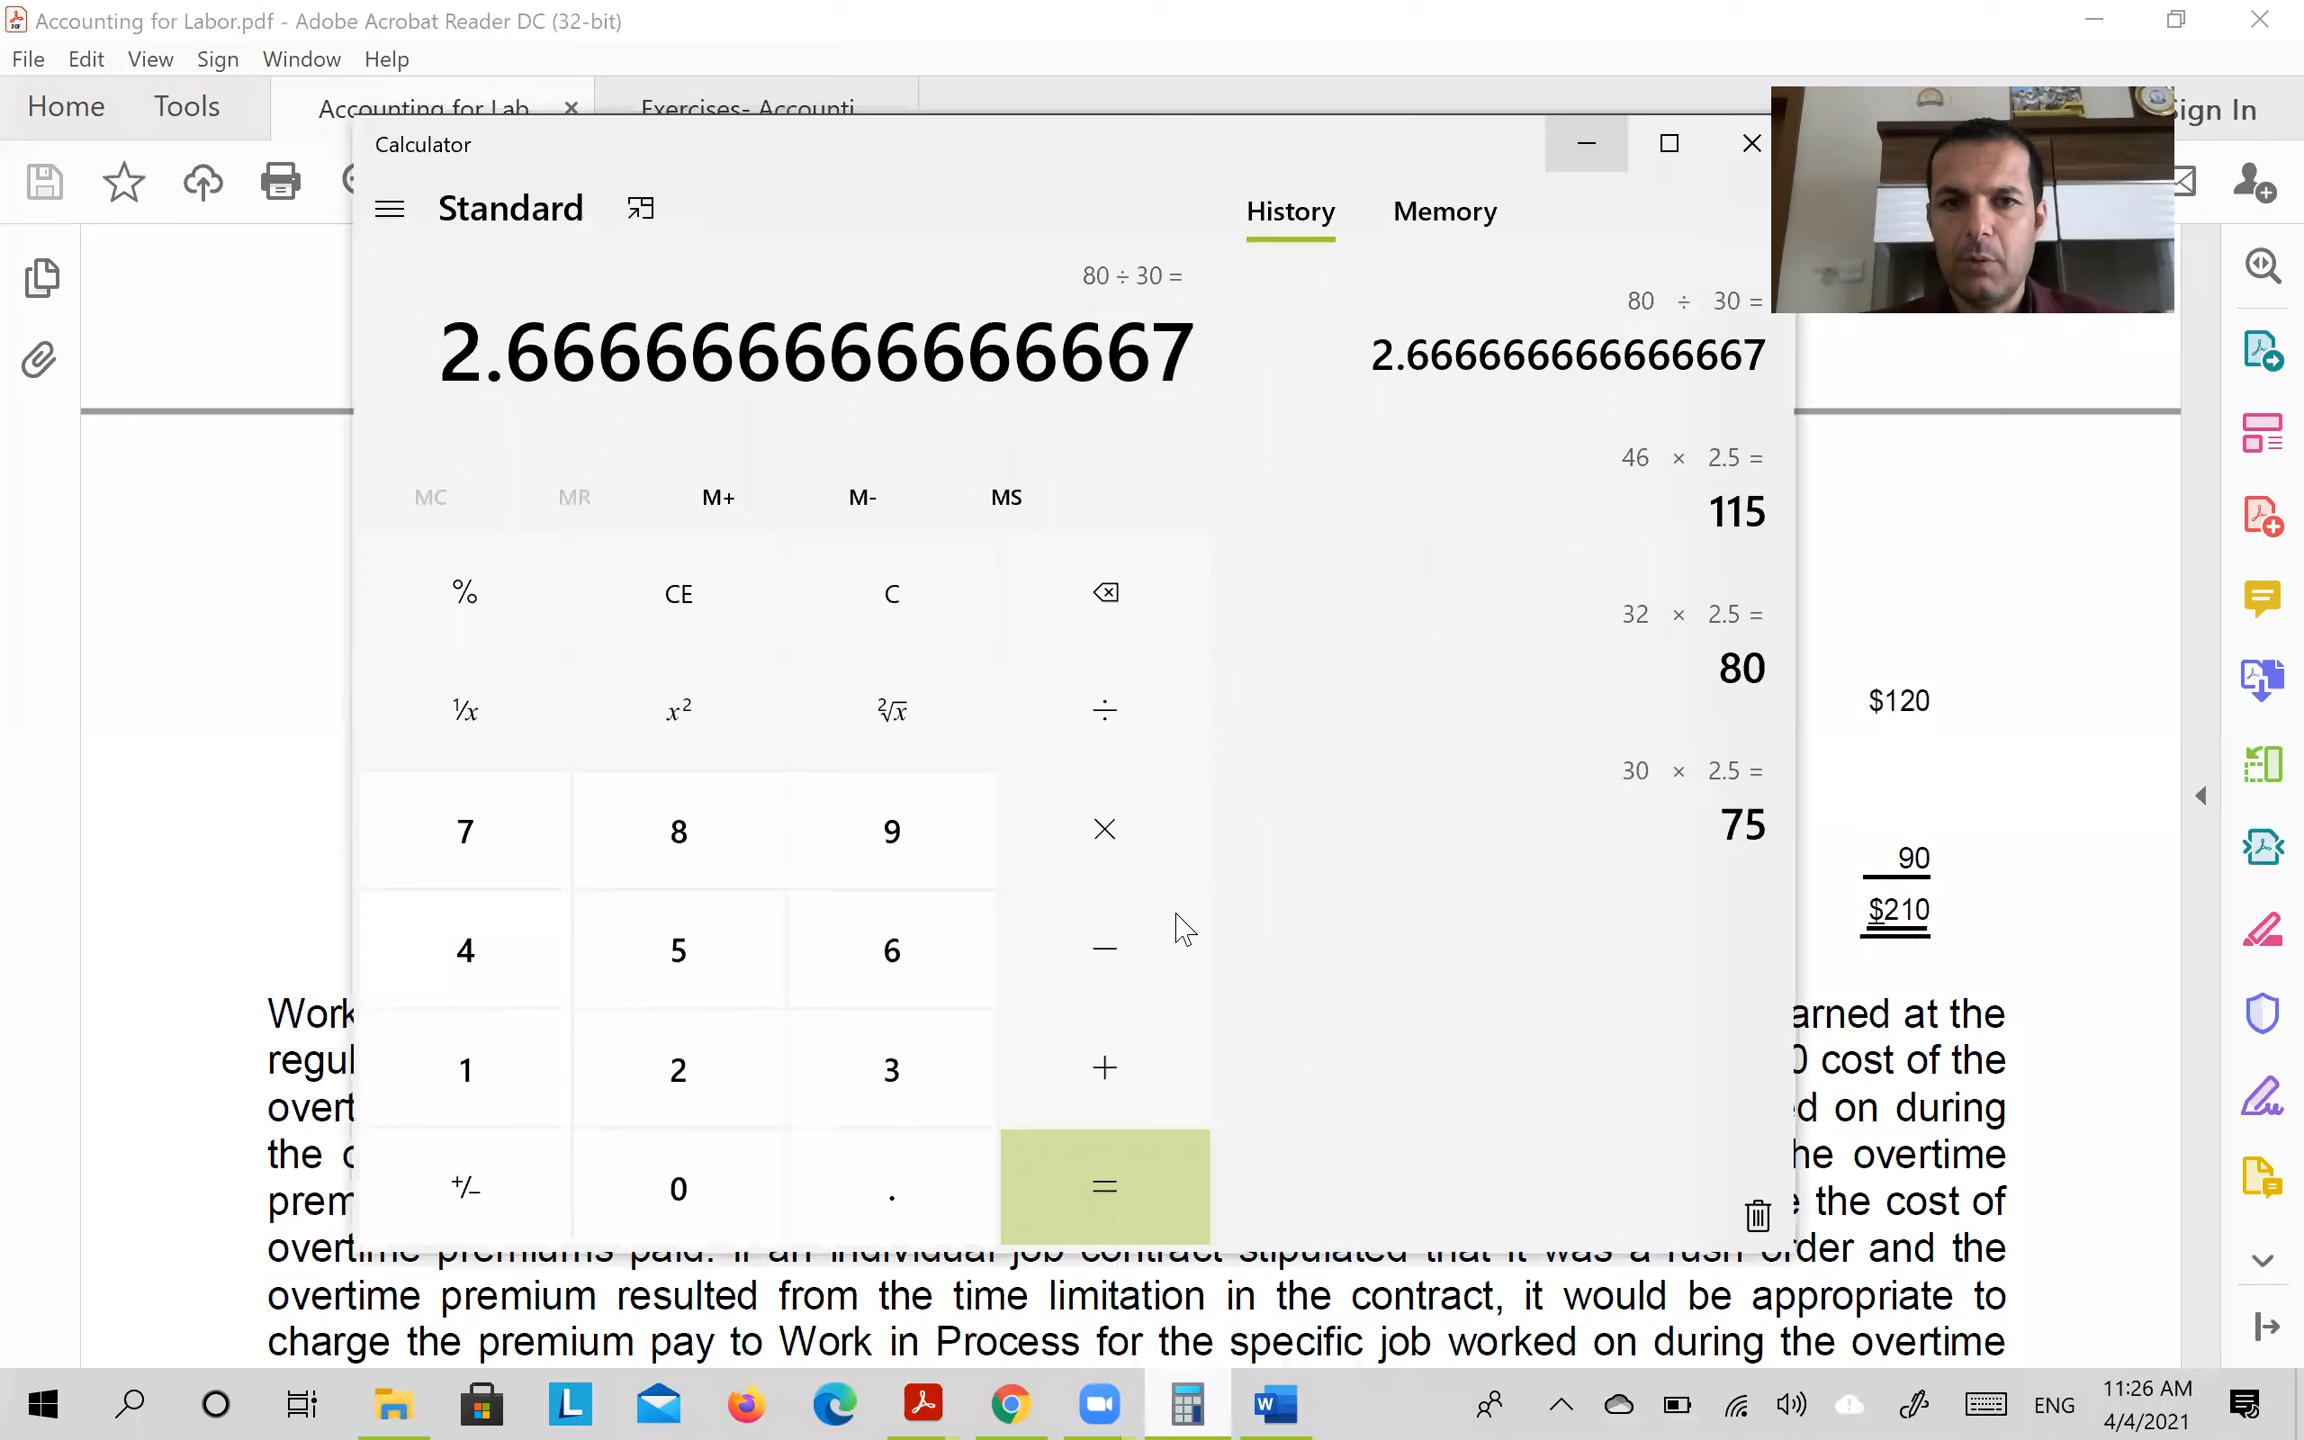 Accounting for Labor.pdf - Adobe Acrobat Reader DC (32-bit)
File Edit View Sign Window Help
Home Tools Accounting for Lab Exercises- Accounti Sign In
Calculator
Standard
History Memory
80 ÷ 30 =
2.6666666666666667
80 ÷ 30 =
2.6666666666666667
46 × 2.5 =
115
32 × 2.5 =
80
30 × 2.5 =
75
MC MR M+ M- MS
% CE C
1/x x² ²√x ÷
7 8 9 ×
4 5 6 −
1 2 3 +
+/− 0 . =
$120
90
$210
Work arned at the
regul 0 cost of the
overt d on during
the he overtime
prem the cost of
overtime premiums paid. If an individual job contract stipulated that it was a rush order and the
overtime premium resulted from the time limitation in the contract, it would be appropriate to
charge the premium pay to Work in Process for the specific job worked on during the overtime
ENG
11:26 AM
4/4/2021